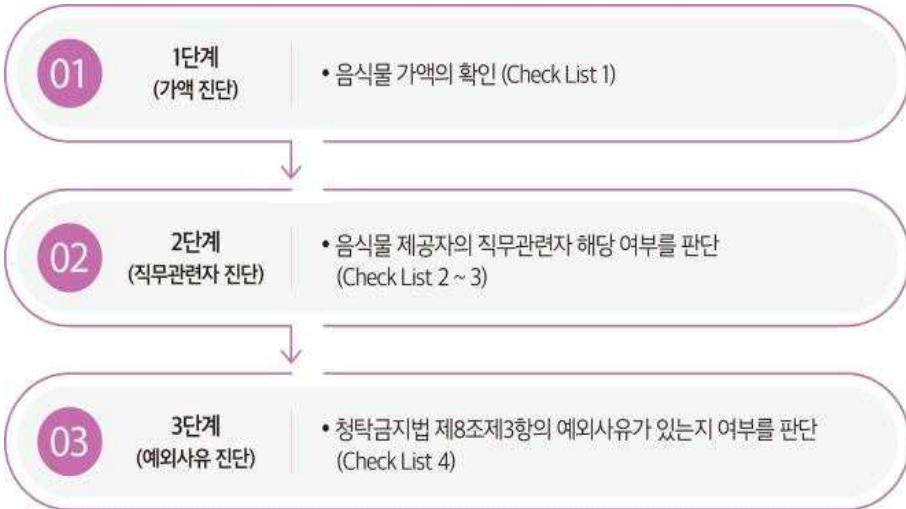 01
1단계
(가액 진단)
• 음식물 가액의 확인 (Check List 1)
02
2단계
(직무관련자 진단)
• 음식물 제공자의 직무관련자 해당 여부를 판단
(Check List 2 ~ 3)
03
3단계
(예외사유 진단)
• 청탁금지법 제8조제3항의 예외사유가 있는지 여부를 판단
(Check List 4)